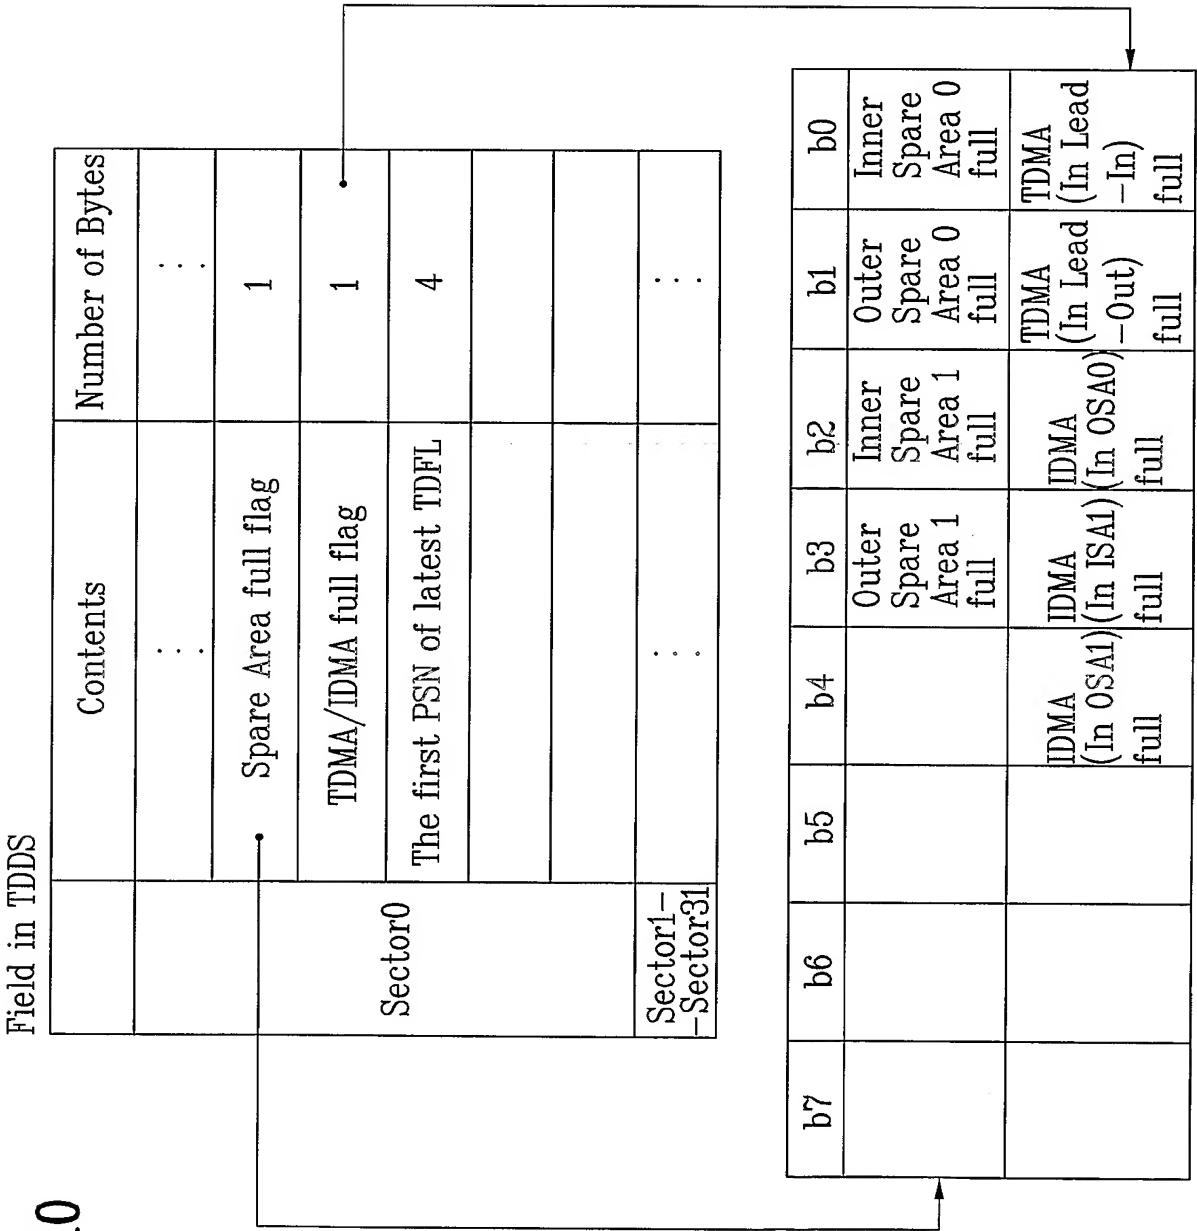 .0
Field in TDDS
Contents
Number of Bytes
Sector0
. . .
. . .
Spare Area full flag
1
TDMA/IDMA full flag
1
The first PSN of latest TDFL
4
Sector1-
-Sector31
. . .
. . .
b7
b6
b5
b4
b3
b2
b1
b0
Outer
Spare
Area 1
full
Inner
Spare
Area 1
full
Outer
Spare
Area 0
full
Inner
Spare
Area 0
full
IDMA
(In OSA1)
full
IDMA
(In ISA1)
full
IDMA
(In OSA0)
full
TDMA
(In Lead
-Out)
full
TDMA
(In Lead
-In)
full